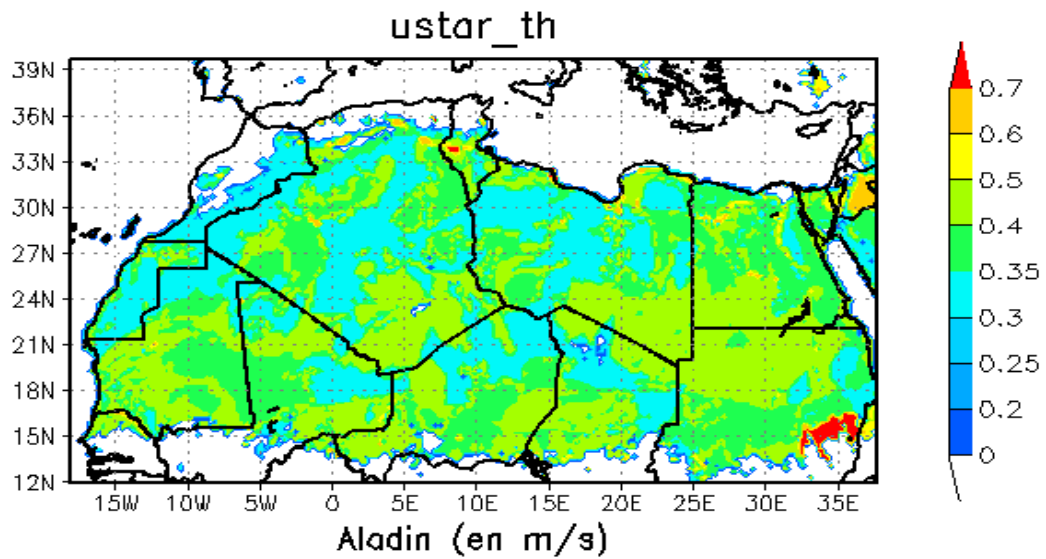 ustar_th
39N
36N
33N
30N
27N
24N
21N
18N
15N
12N
15W 10W 5W 0 5E 10E 15E 20E 25E 30E 35E
Aladin (en m/s)
0.7
0.6
0.5
0.4
0.35
0.3
0.25
0.2
0